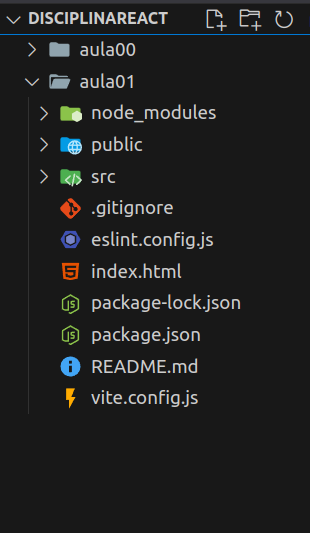 DISCIPLINAREACT
aula00
aula01
node_modules
public
src
.gitignore
eslint.config.js
index.html
package-lock.json
package.json
README.md
vite.config.js